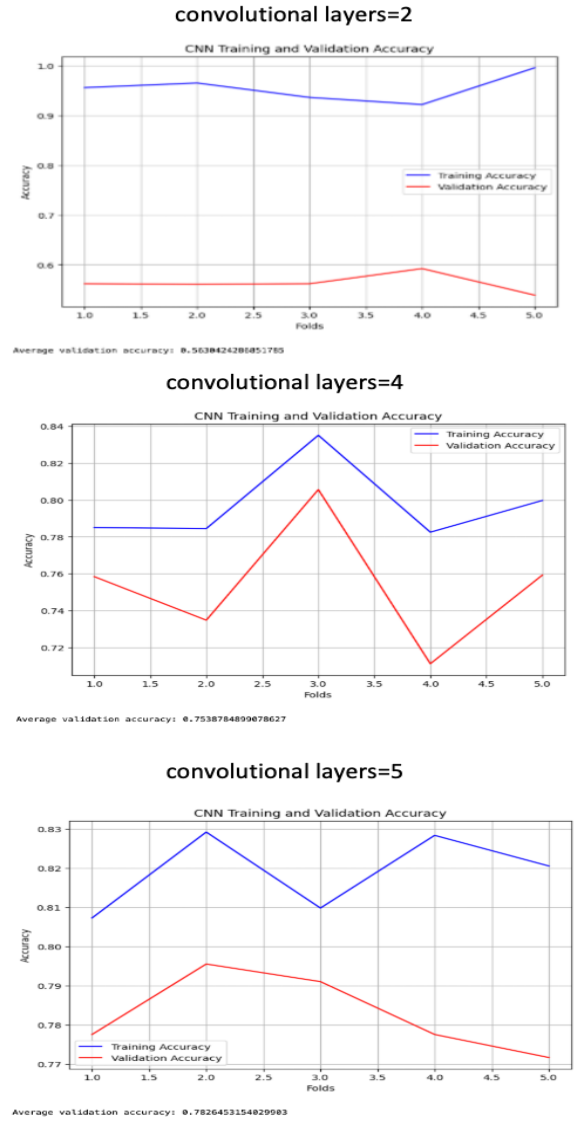 convolutional layers=2
CNN Training and Validation Accuracy
1.0
0.9
0.8
0.7
0.6
Accuracy
Training Accuracy
Validation Accuracy
1.0 1.5 2.0 2.5 3.0 3.5 4.0 4.5 5.0
Folds
Average validation accuracy: 0.5630424286051785
convolutional layers=4
CNN Training and Validation Accuracy
0.84
0.82
0.80
0.78
0.76
0.74
0.72
Accuracy
Training Accuracy
Validation Accuracy
1.0 1.5 2.0 2.5 3.0 3.5 4.0 4.5 5.0
Folds
Average validation accuracy: 0.7538784899078627
convolutional layers=5
CNN Training and Validation Accuracy
0.83
0.82
0.81
0.80
0.79
0.78
0.77
Accuracy
Training Accuracy
Validation Accuracy
1.0 1.5 2.0 2.5 3.0 3.5 4.0 4.5 5.0
Folds
Average validation accuracy: 0.7826453154029903